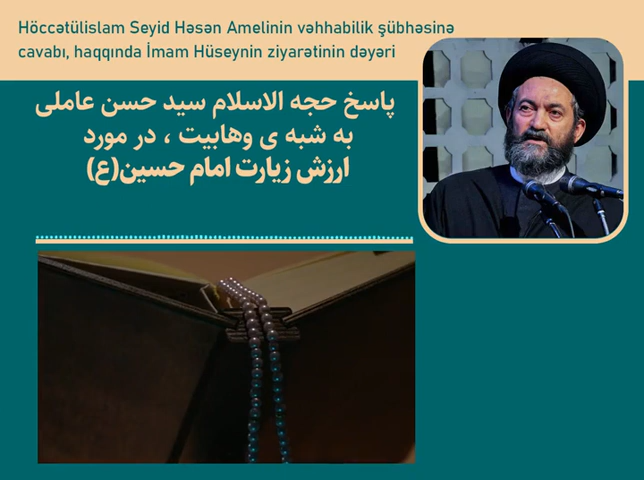 Höccətülislam Seyid Həsən Amelinin vəhhabilik şübhəsinə
cavabı, haqqında İmam Hüseynin ziyarətinin dəyəri
پاسخ حجه الاسلام سید حسن عاملی
به شبه ی وهابیت ، در مورد
ارزش زیارت امام حسین(ع)